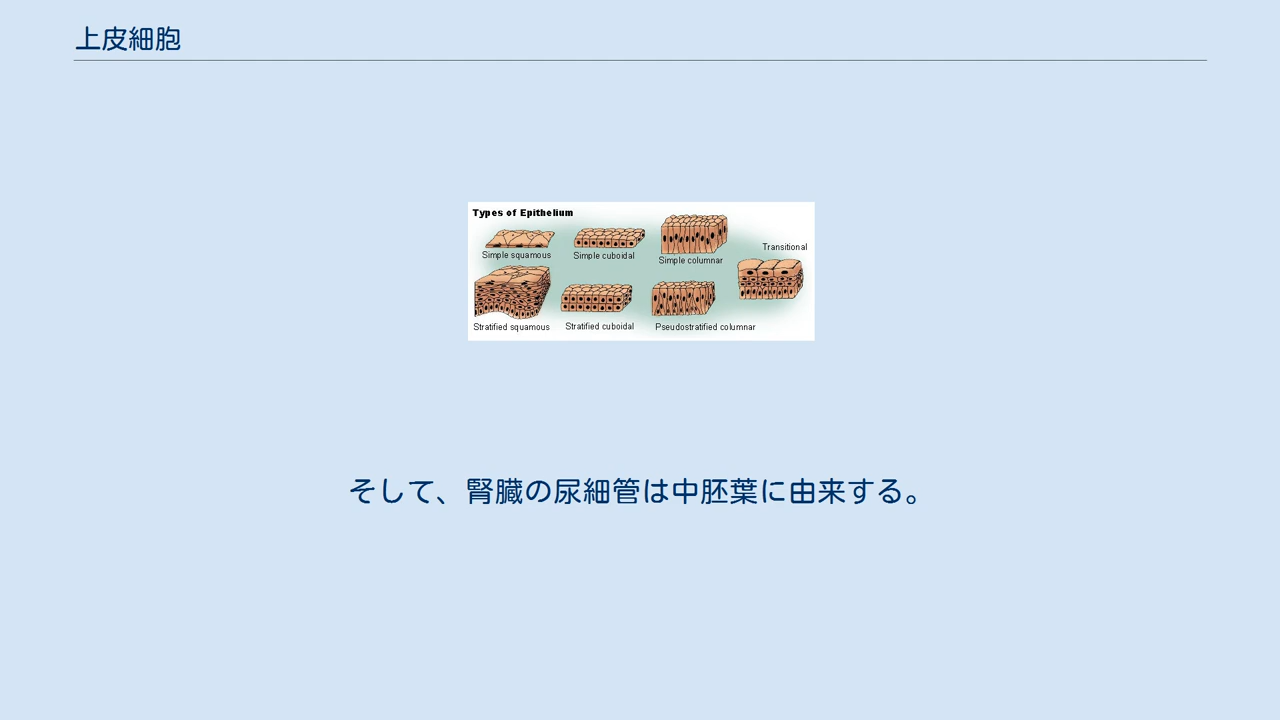 上皮細胞
Types of Epithelium
Simple squamous
Simple cuboidal
Simple columnar
Transitional
Stratified squamous
Stratified cuboidal
Pseudostratified columnar
そして、腎臓の尿細管は中胚葉に由来する。